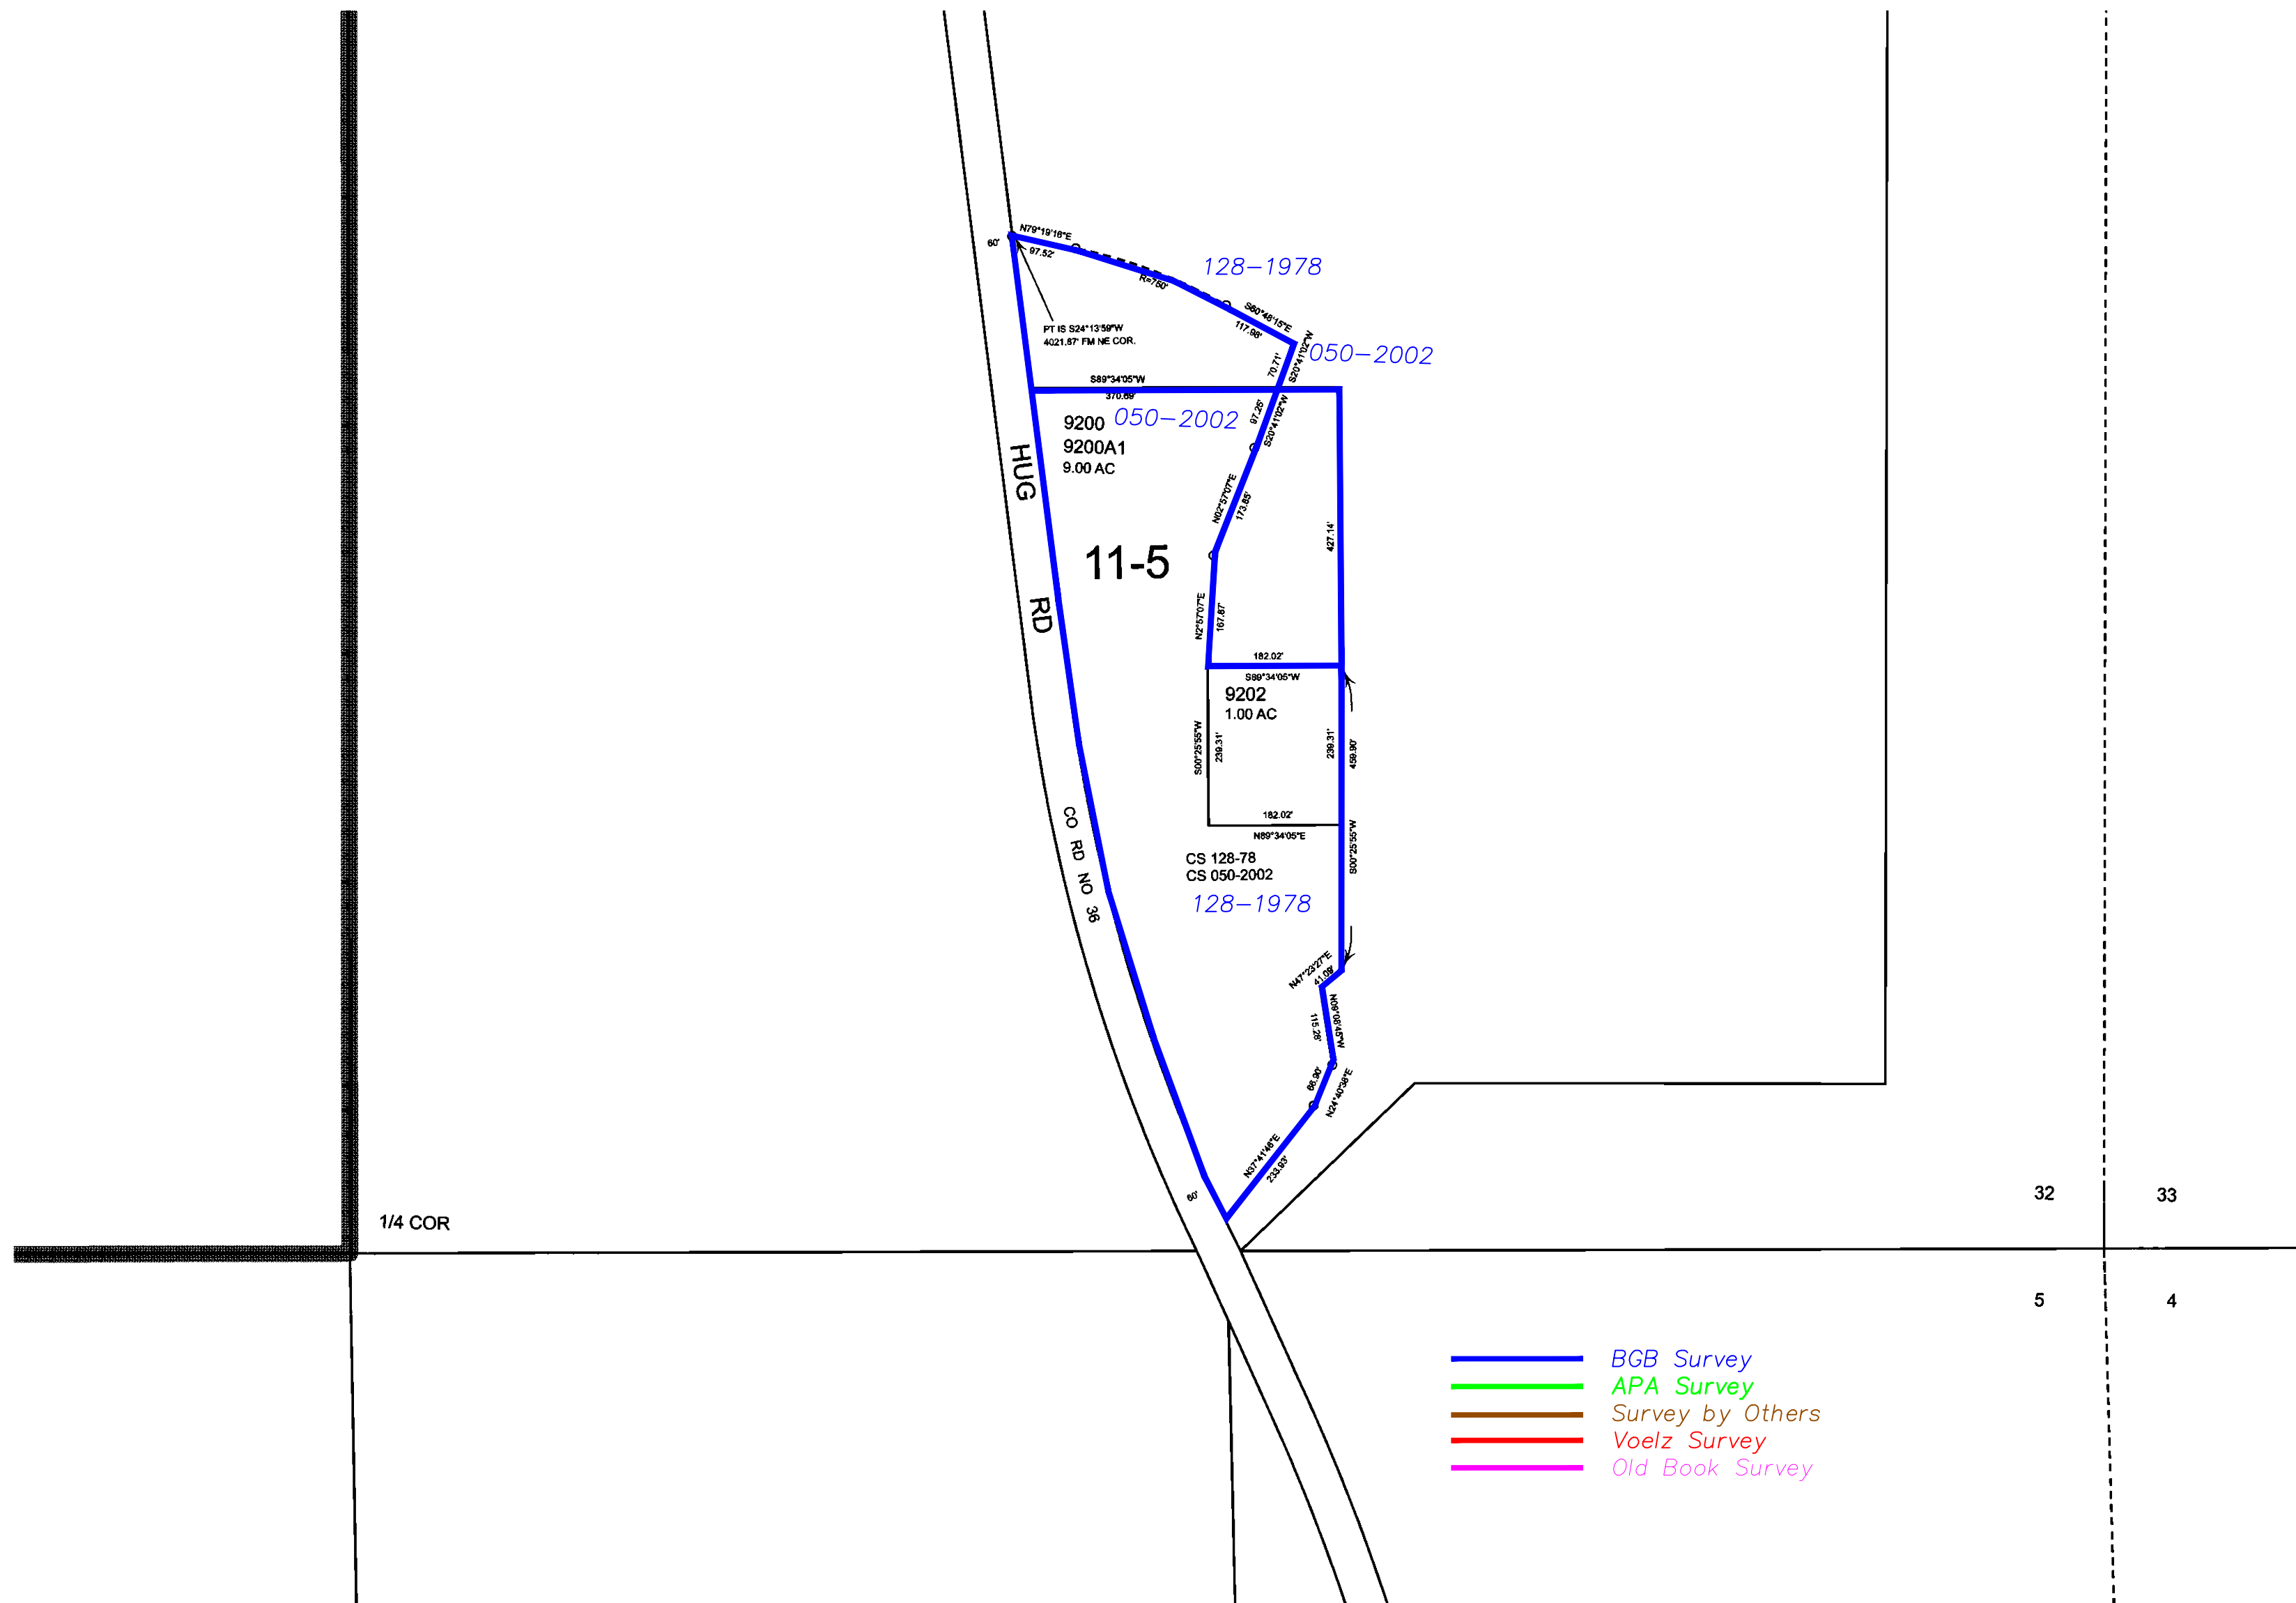 N79°19'16"E
60'
97.52'
R=750'
128-1978
S60°48'15"E
117.98'
PT IS S24°13'59"W
4021.87' FM NE COR.
70.71'
S20°41'02"W
050-2002
S89°34'05"W
370.69'
9200
050-2002
9200A1
9.00 AC
97.25'
S20°41'02"W
HUG RD
N02°57'07"E
173.85'
427.14'
11-5
N2°57'07"E
167.87'
182.02'
S89°34'05"W
9202
1.00 AC
S00°25'55"W
239.31'
239.31'
459.90'
182.02'
N89°34'05"E
S00°25'55"W
CO RD NO 36
CS 128-78
CS 050-2002
128-1978
N47°23'27"E
41.09'
N09°08'45"W
115.28'
66.90'
N24°40'38"E
N37°41'46"E
233.93'
60'
1/4 COR
32
33
5
4
BGB Survey
APA Survey
Survey by Others
Voelz Survey
Old Book Survey